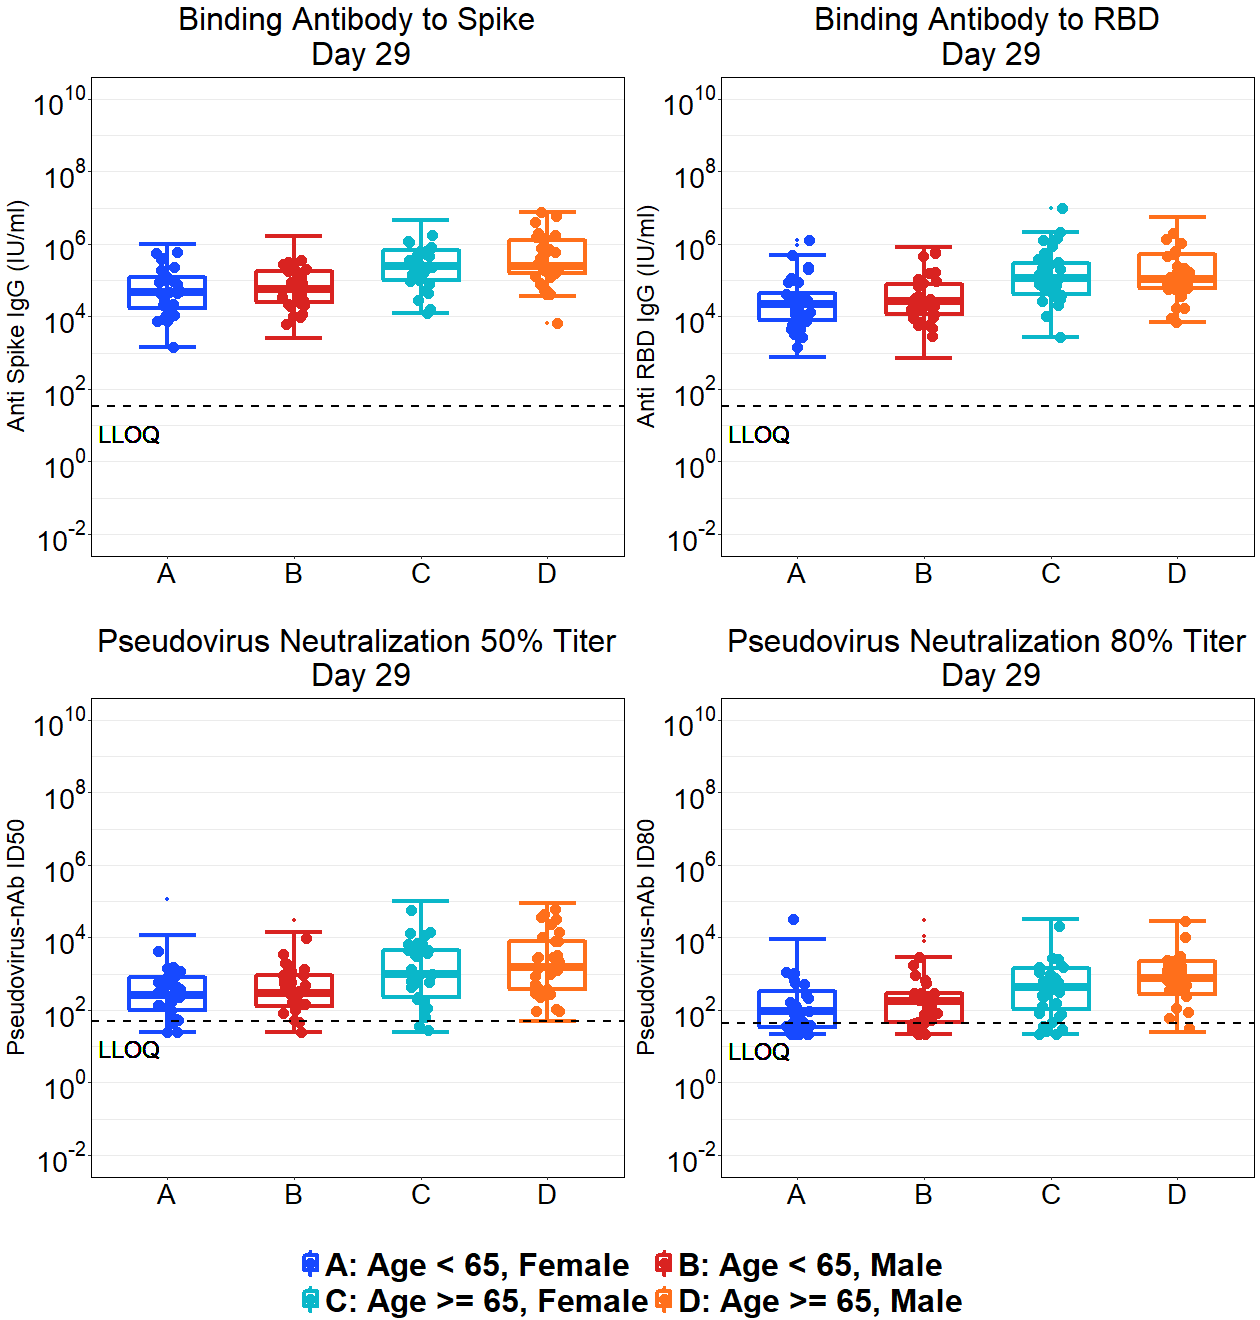 Binding Antibody to Spike
Day 29
Anti Spike IgG (IU/ml)
10^10
10^8
10^6
10^4
10^2
10^0
10^-2
LLOQ
A B C D
Binding Antibody to RBD
Day 29
Anti RBD IgG (IU/ml)
10^10
10^8
10^6
10^4
10^2
10^0
10^-2
LLOQ
A B C D
Pseudovirus Neutralization 50% Titer
Day 29
Pseudovirus-nAb ID50
10^10
10^8
10^6
10^4
10^2
10^0
10^-2
LLOQ
A B C D
Pseudovirus Neutralization 80% Titer
Day 29
Pseudovirus-nAb ID80
10^10
10^8
10^6
10^4
10^2
10^0
10^-2
LLOQ
A B C D
A: Age < 65, Female B: Age < 65, Male
C: Age >= 65, Female D: Age >= 65, Male